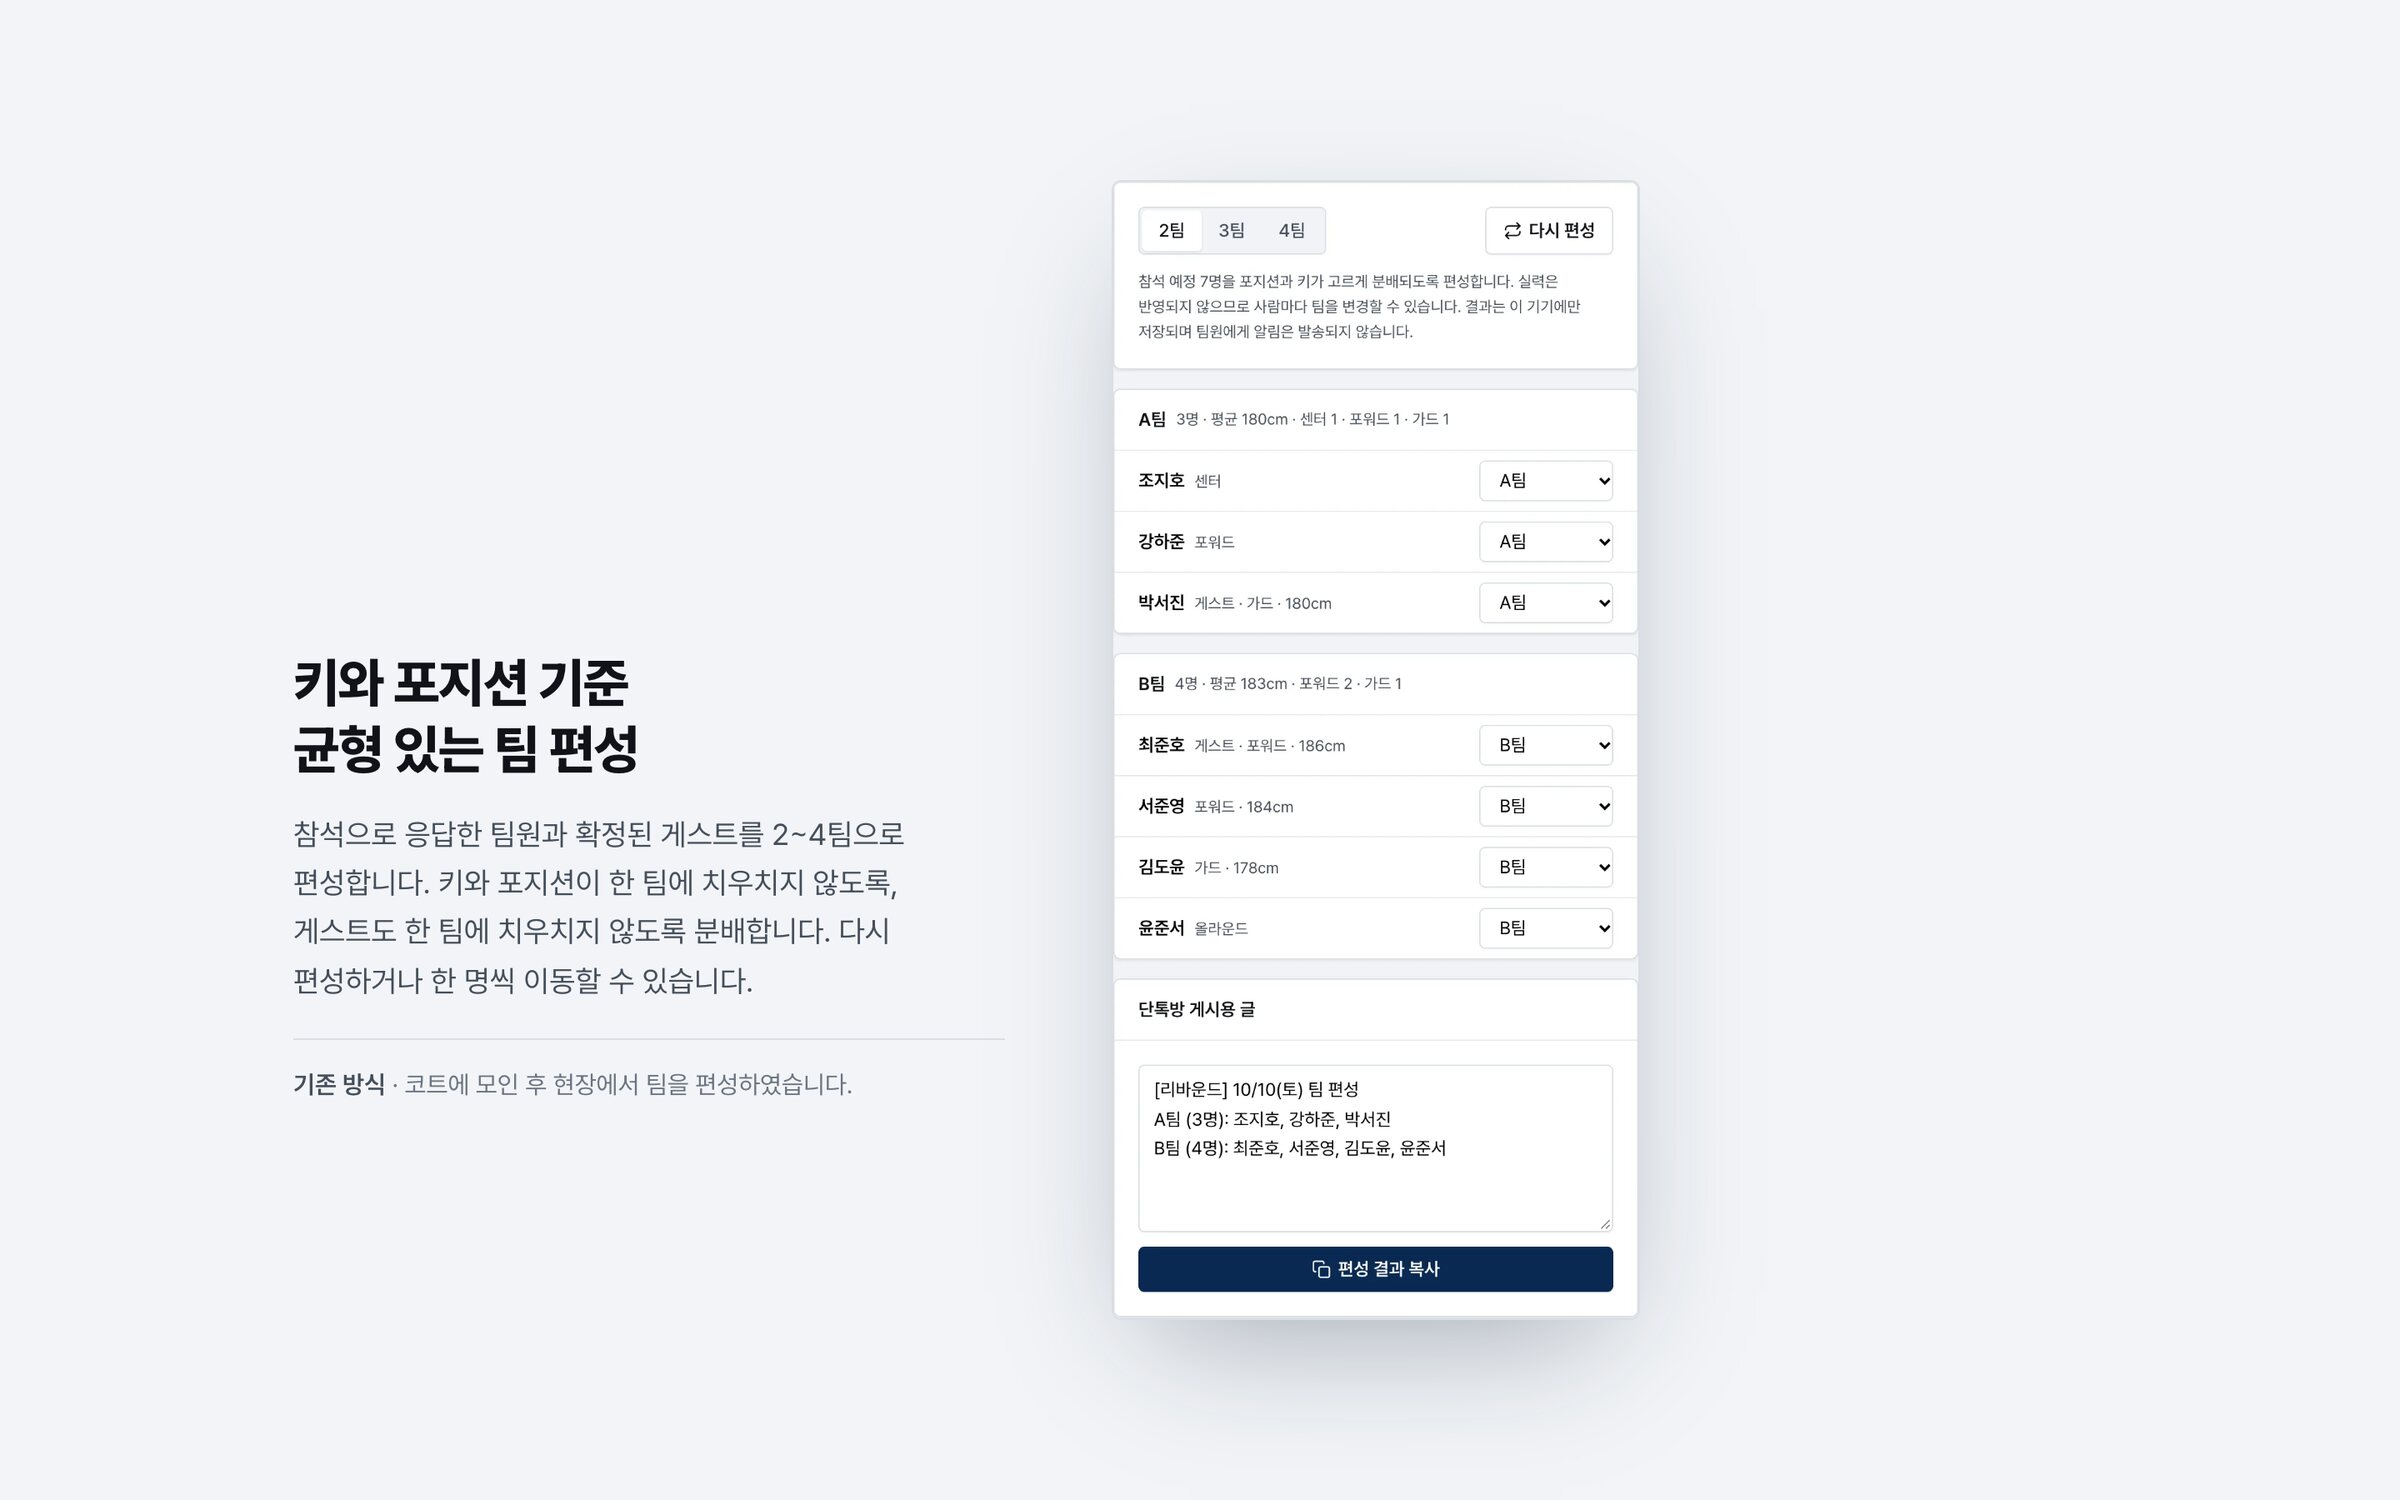 키와 포지션 기준
균형 있는 팀 편성
참석으로 응답한 팀원과 확정된 게스트를 2~4팀으로
편성합니다. 키와 포지션이 한 팀에 치우치지 않도록,
게스트도 한 팀에 치우치지 않도록 분배합니다. 다시
편성하거나 한 명씩 이동할 수 있습니다.
기존 방식 · 코트에 모인 후 현장에서 팀을 편성하였습니다.
2팀 3팀 4팀 다시 편성
참석 예정 7명을 포지션과 키가 고르게 분배되도록 편성합니다. 실력은
반영되지 않으므로 사람마다 팀을 변경할 수 있습니다. 결과는 이 기기에만
저장되며 팀원에게 알림은 발송되지 않습니다.
A팀 3명 · 평균 180cm · 센터 1 · 포워드 1 · 가드 1
조지호 센터 A팀
강하준 포워드 A팀
박서진 게스트 · 가드 · 180cm A팀
B팀 4명 · 평균 183cm · 포워드 2 · 가드 1
최준호 게스트 · 포워드 · 186cm B팀
서준영 포워드 · 184cm B팀
김도윤 가드 · 178cm B팀
윤준서 올라운드 B팀
단톡방 게시용 글
[리바운드] 10/10(토) 팀 편성
A팀 (3명): 조지호, 강하준, 박서진
B팀 (4명): 최준호, 서준영, 김도윤, 윤준서
편성 결과 복사